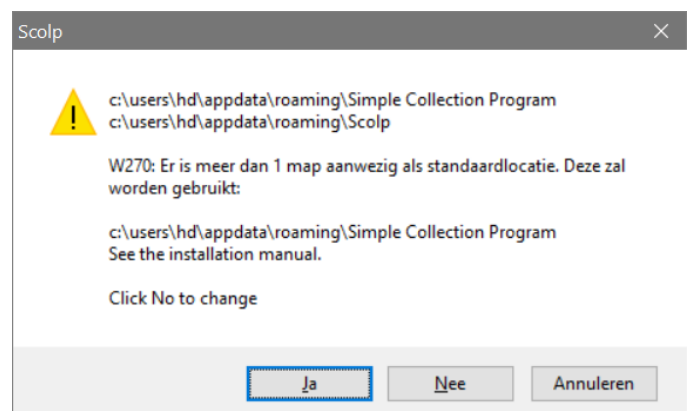 Scolp
c:\users\hd\appdata\roaming\Simple Collection Program
c:\users\hd\appdata\roaming\Scolp
W270: Er is meer dan 1 map aanwezig als standaardlocatie. Deze zal
worden gebruikt:
c:\users\hd\appdata\roaming\Simple Collection Program
See the installation manual.
Click No to change
Ja
Nee
Annuleren